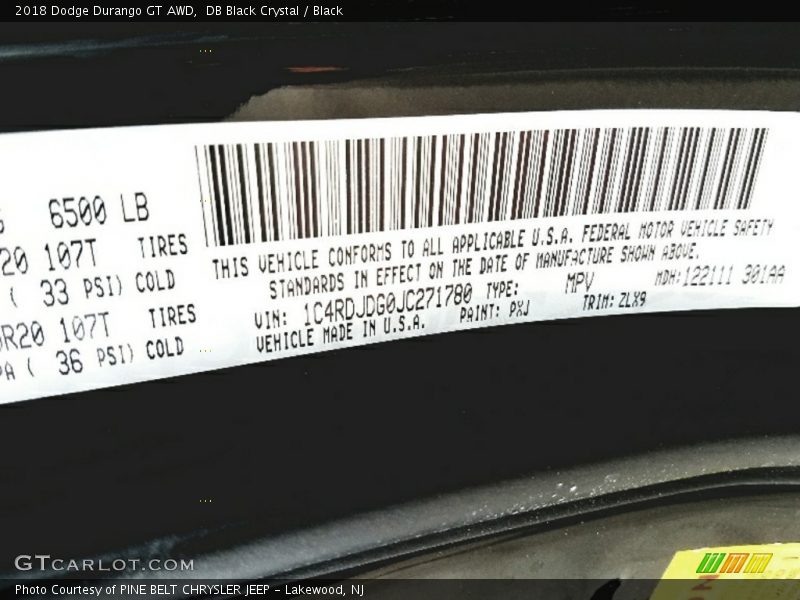 2018 Dodge Durango GT AWD,  DB Black Crystal / Black
6500 LB
107T TIRES
33 PSI) COLD
R20 107T TIRES
( 36 PSI) COLD
THIS VEHICLE CONFORMS TO ALL APPLICABLE U.S.A. FEDERAL MOTOR VEHICLE SAFETY
STANDARDS IN EFFECT ON THE DATE OF MANUFACTURE SHOWN ABOVE.
VIN: 1C4RDJDG0JC271780 TYPE: MPV MDH:122111 301AA
VEHICLE MADE IN U.S.A. PAINT: PXJ TRIM: ZLX9
GTCARLOT.COM
Photo Courtesy of PINE BELT CHRYSLER JEEP - Lakewood, NJ